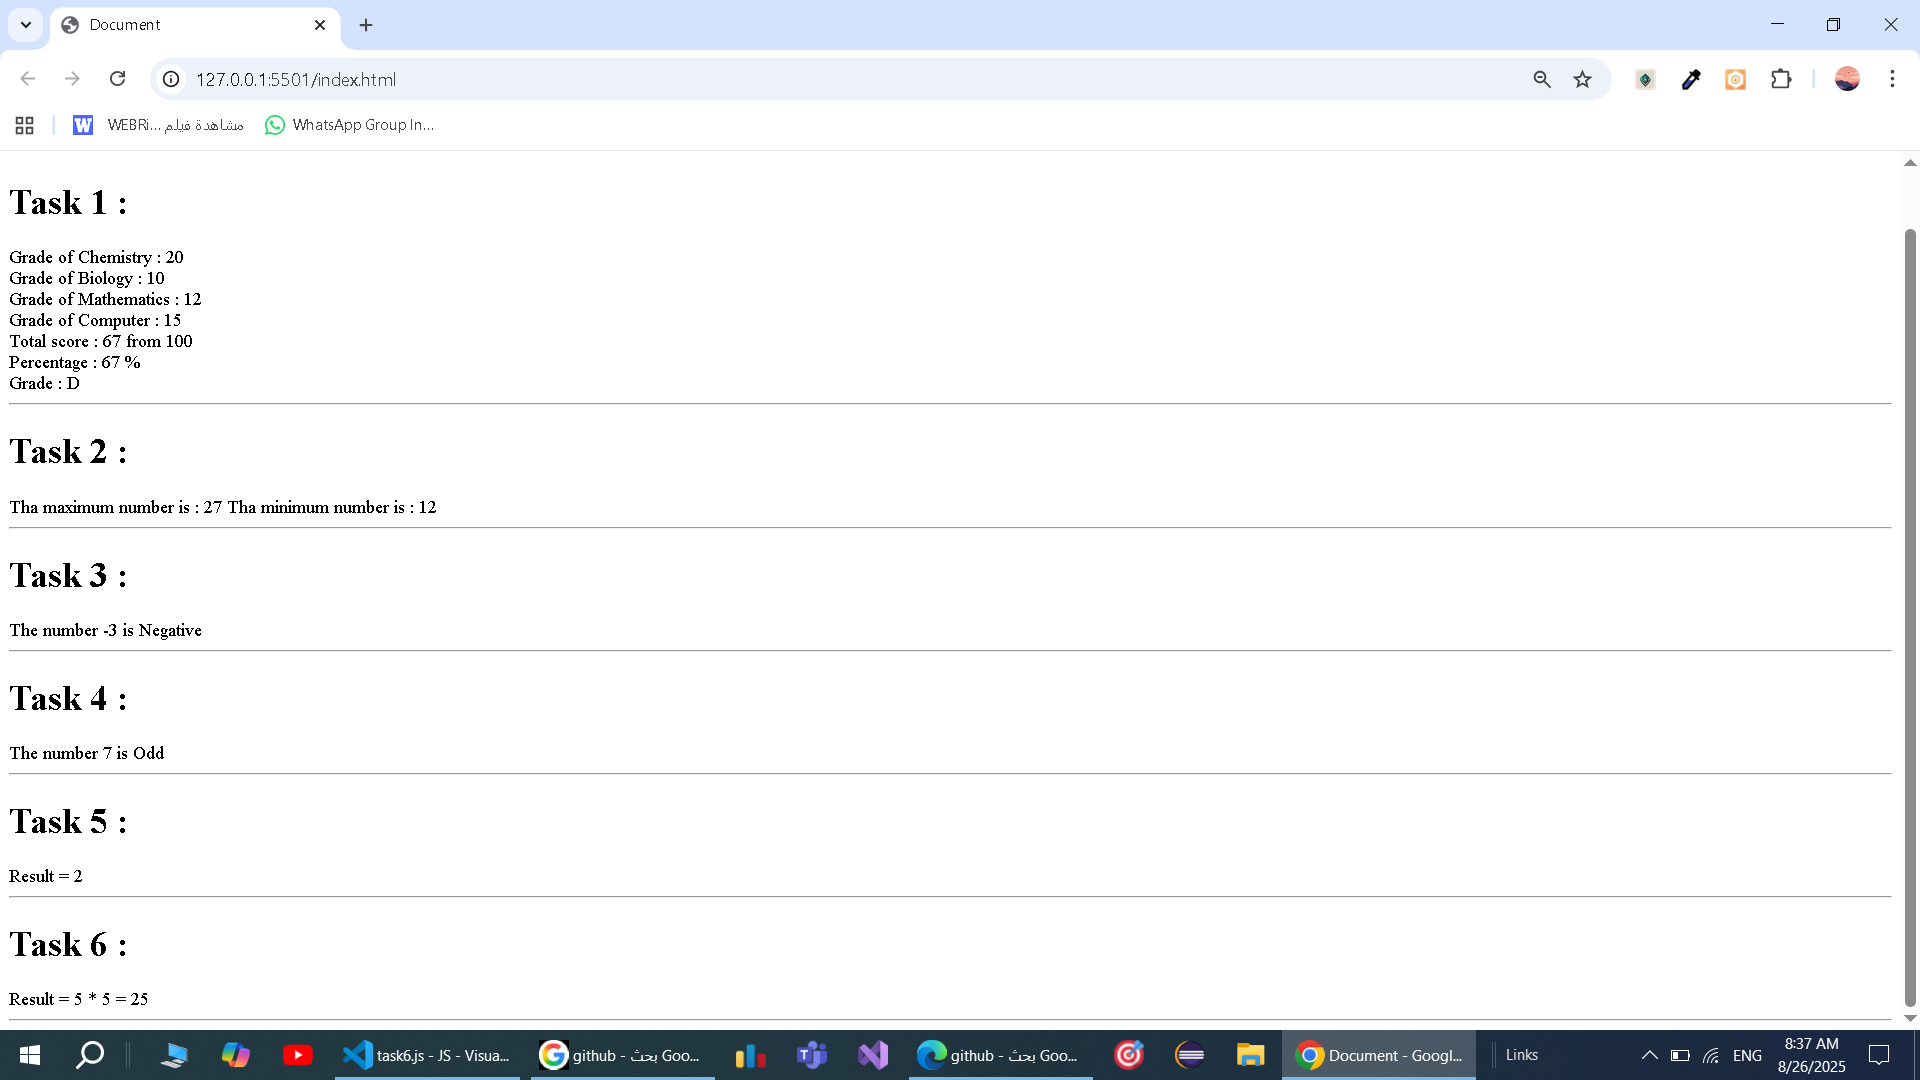 Document
127.0.0.1:5501/index.html
WEBRi... مشاهدة فيلم
WhatsApp Group In...
Task 1 :
Grade of Chemistry : 20
Grade of Biology : 10
Grade of Mathematics : 12
Grade of Computer : 15
Total score : 67 from 100
Percentage : 67 %
Grade : D
Task 2 :
Tha maximum number is : 27 Tha minimum number is : 12
Task 3 :
The number -3 is Negative
Task 4 :
The number 7 is Odd
Task 5 :
Result = 2
Task 6 :
Result = 5 * 5 = 25
task6.js - JS - Visua...
github - بحث Goo...
github - بحث Goo...
Document - Googl...
Links
ENG
8:37 AM
8/26/2025